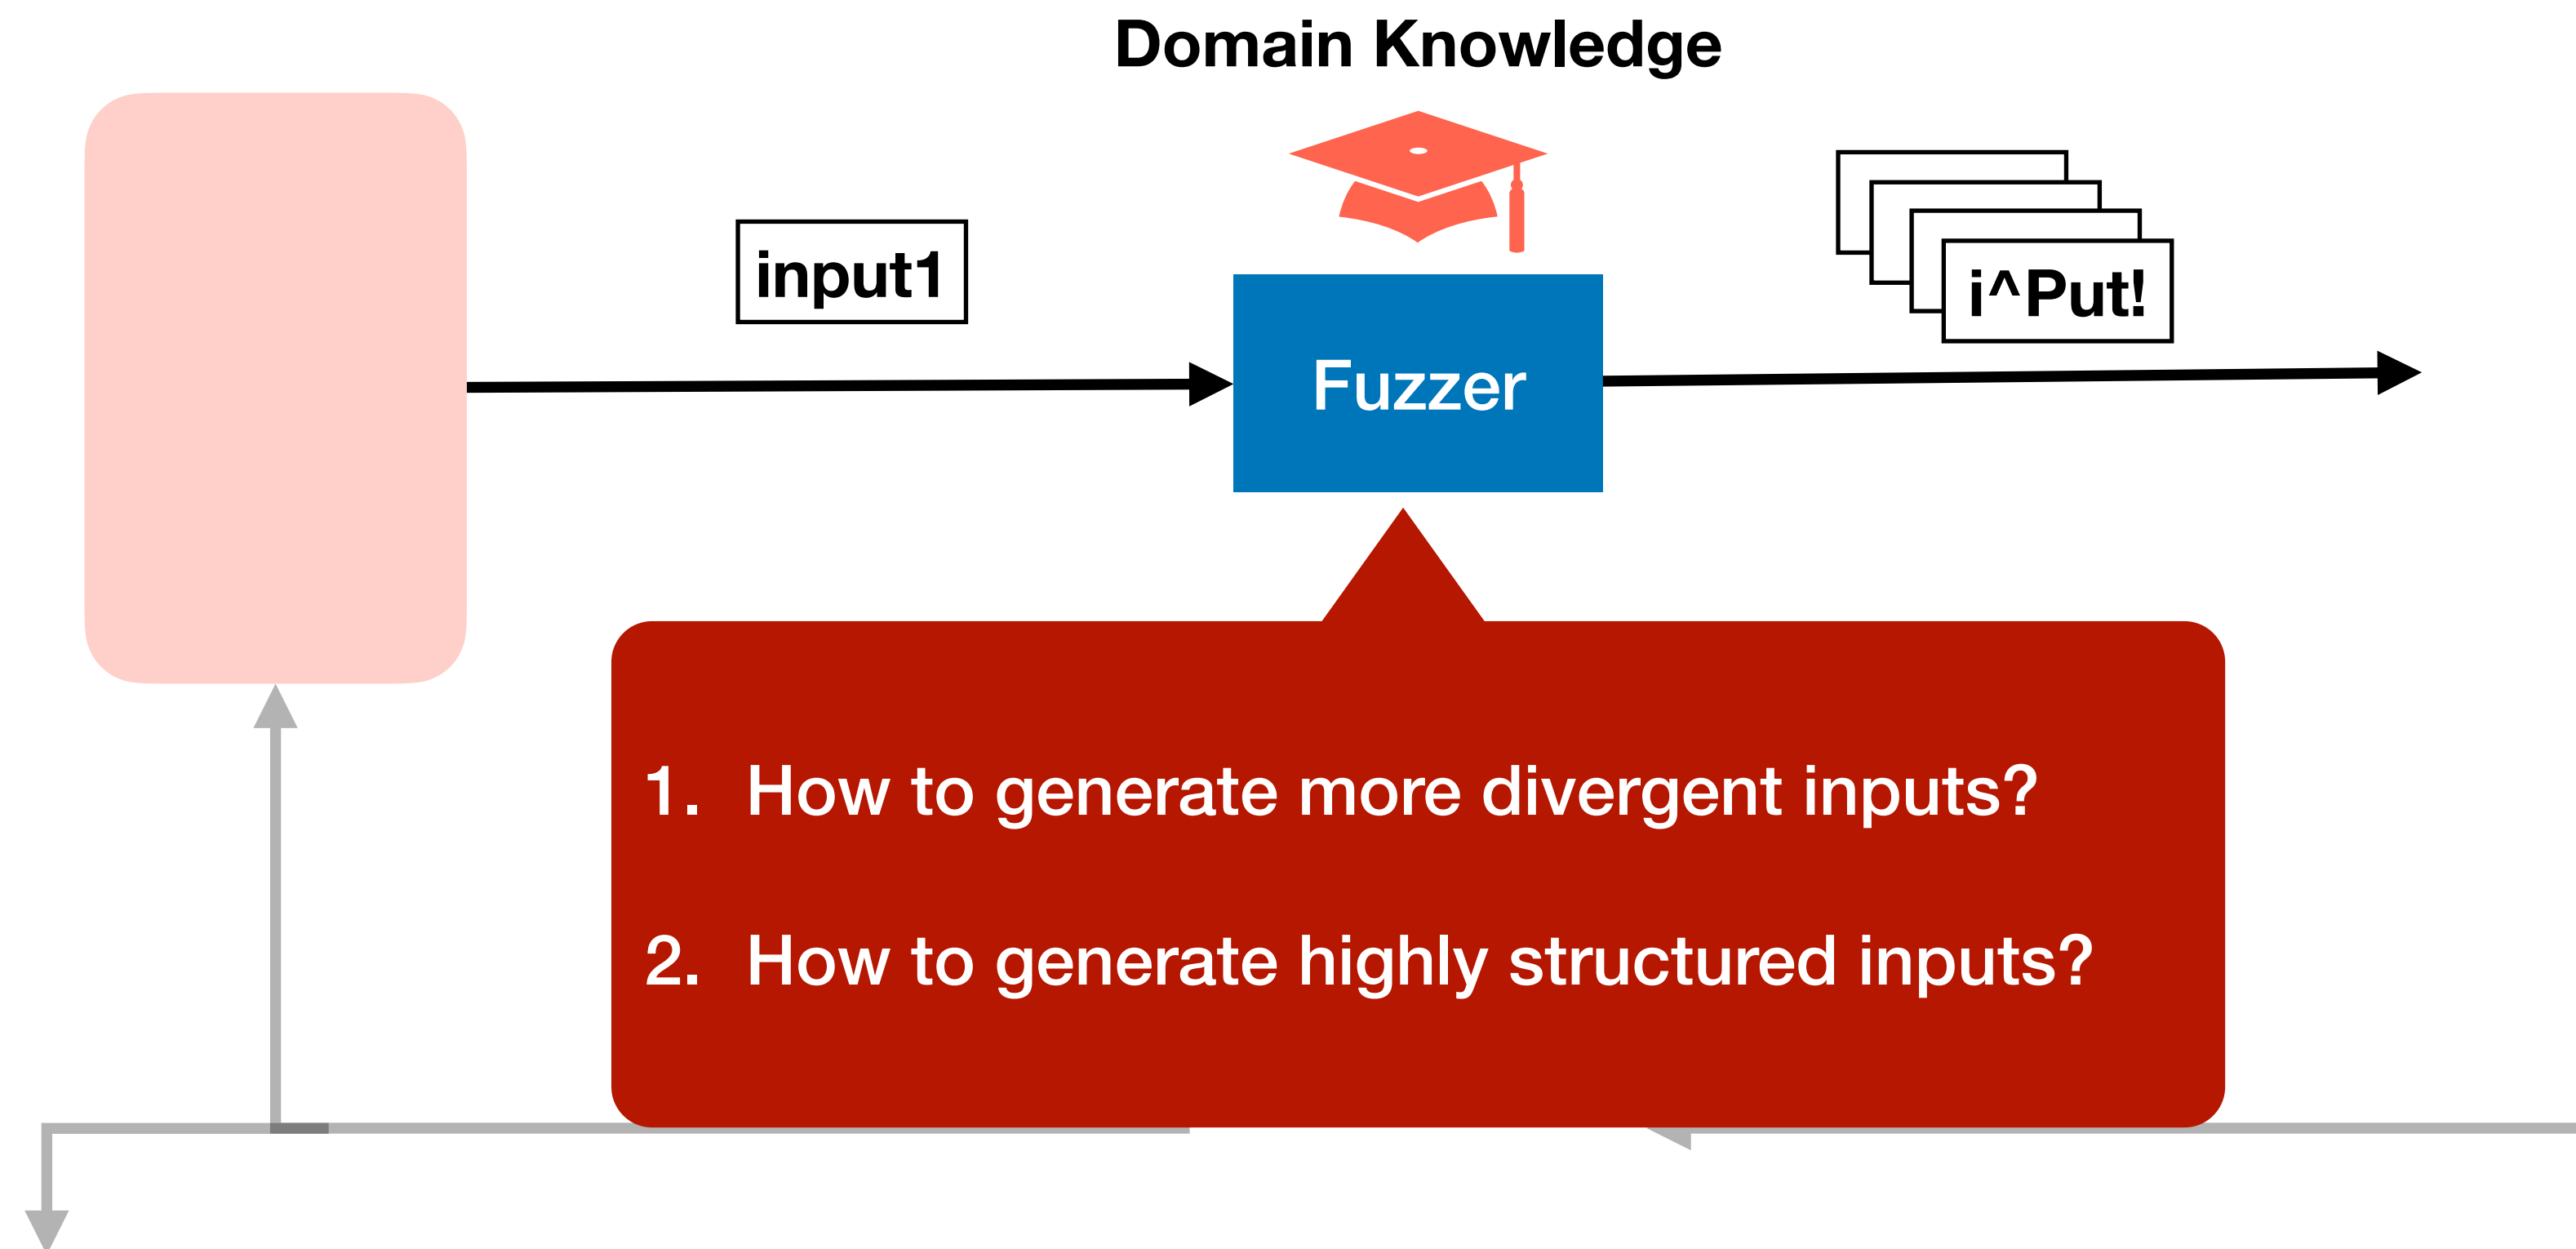 Domain Knowledge
input1
i^Put!
Fuzzer
1. How to generate more divergent inputs?
2. How to generate highly structured inputs?